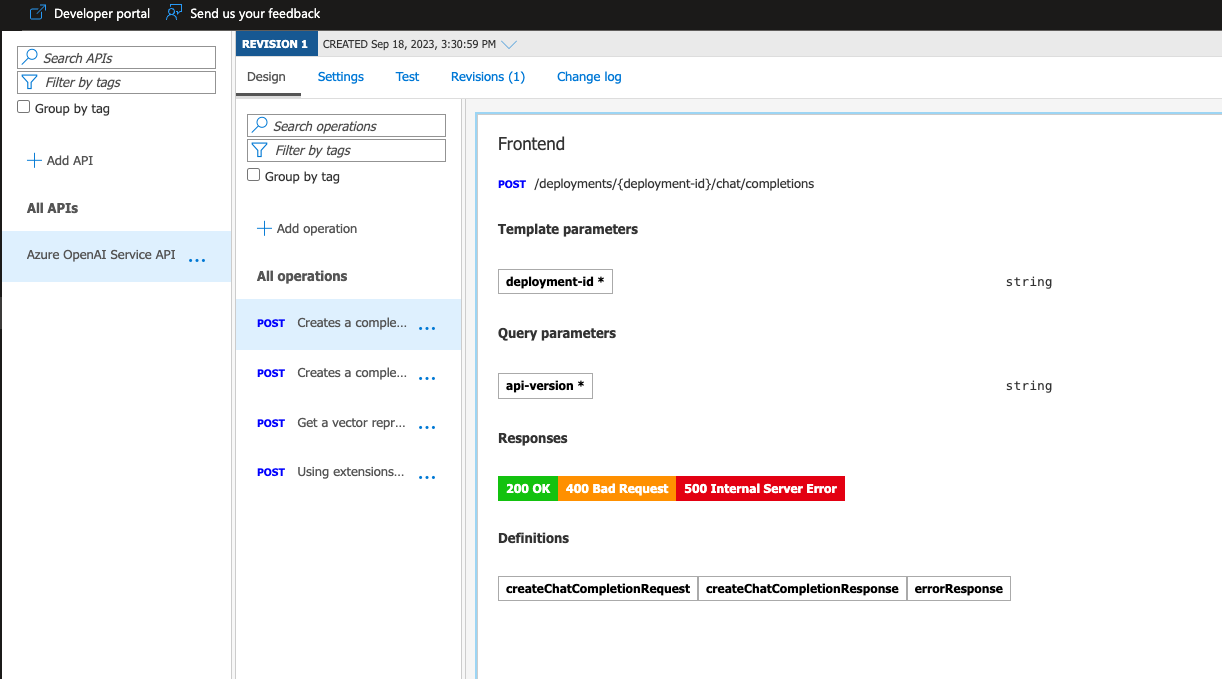 Developer portal Send us your feedback
Search APIs
Filter by tags
Group by tag
Add API
All APIs
Azure OpenAI Service API ...
REVISION 1 CREATED Sep 18, 2023, 3:30:59 PM
Design Settings Test Revisions (1) Change log
Search operations
Filter by tags
Group by tag
Add operation
All operations
POST Creates a comple... ...
POST Creates a comple... ...
POST Get a vector repr... ...
POST Using extensions... ...
Frontend
POST /deployments/{deployment-id}/chat/completions
Template parameters
deployment-id * string
Query parameters
api-version * string
Responses
200 OK 400 Bad Request 500 Internal Server Error
Definitions
createChatCompletionRequest createChatCompletionResponse errorResponse